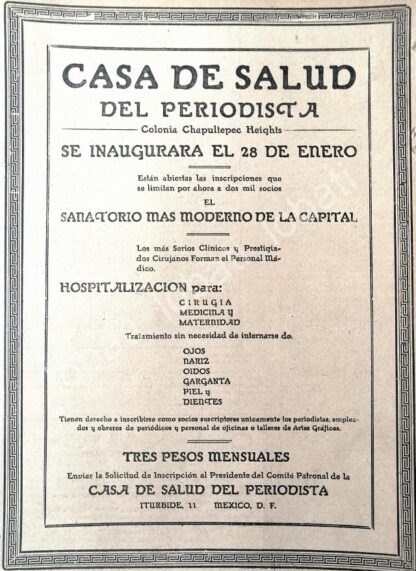 CASA DE SALUD
DEL PERIODISTA
Colonia Chapultepec Heights
SE INAUGURARA EL 28 DE ENERO
Están abiertas las inscripciones que
se limitan por ahora a dos mil socios
EL
SANATORIO MAS MODERNO DE LA CAPITAL
Los más Serios Clínicos y Prestigia-
dos Cirujanos Forman el Personal Mé-
dico.
HOSPITALIZACION para:
CIRUGIA
MEDICINA y
MATERNIDAD
Tratamiento sin necesidad de internarse de:
OJOS
NARIZ
OIDOS
GARGANTA
PIEL y
DIENTES
Tienen derecho a inscribirse como socios suscriptores unicamente los periodistas, emplea-
dos y obreros de periódicos y personal de oficinas o talleres de Artes Gráficas.
TRES PESOS MENSUALES
Enviar la Solicitud de Inscripción al Presidente del Comité Patronal de la
CASA DE SALUD DEL PERIODISTA
ITURBIDE, 11 MEXICO, D. F.